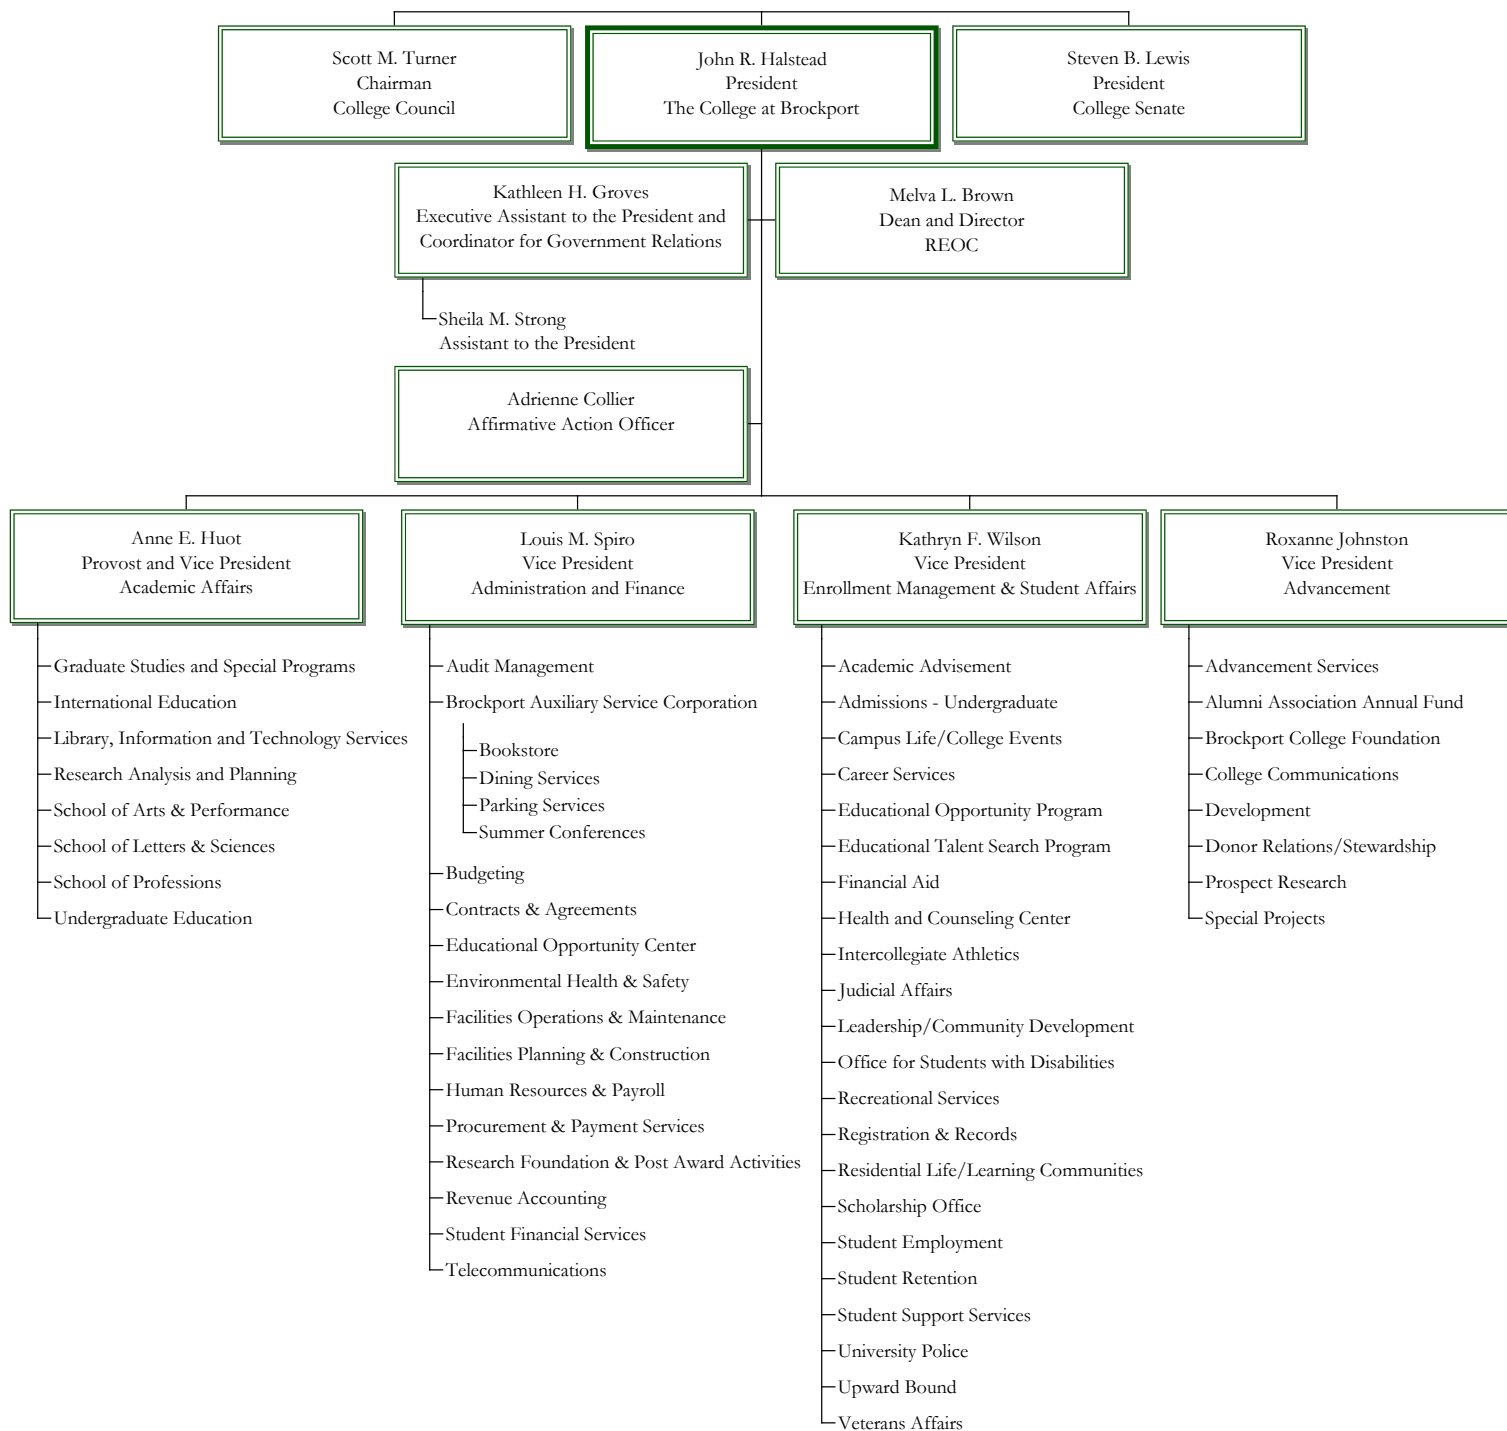 Scott M. Turner
Chairman
College Council
John R. Halstead
President
The College at Brockport
Steven B. Lewis
President
College Senate
Kathleen H. Groves
Executive Assistant to the President and
Coordinator for Government Relations
Melva L. Brown
Dean and Director
REOC
Sheila M. Strong
Assistant to the President
Adrienne Collier
Affirmative Action Officer
Anne E. Huot
Provost and Vice President
Academic Affairs
Graduate Studies and Special Programs
International Education
Library, Information and Technology Services
Research Analysis and Planning
School of Arts & Performance
School of Letters & Sciences
School of Professions
Undergraduate Education
Louis M. Spiro
Vice President
Administration and Finance
Audit Management
Brockport Auxiliary Service Corporation
Bookstore
Dining Services
Parking Services
Summer Conferences
Budgeting
Contracts & Agreements
Educational Opportunity Center
Environmental Health & Safety
Facilities Operations & Maintenance
Facilities Planning & Construction
Human Resources & Payroll
Procurement & Payment Services
Research Foundation & Post Award Activities
Revenue Accounting
Student Financial Services
Telecommunications
Kathryn F. Wilson
Vice President
Enrollment Management & Student Affairs
Academic Advisement
Admissions - Undergraduate
Campus Life/College Events
Career Services
Educational Opportunity Program
Educational Talent Search Program
Financial Aid
Health and Counseling Center
Intercollegiate Athletics
Judicial Affairs
Leadership/Community Development
Office for Students with Disabilities
Recreational Services
Registration & Records
Residential Life/Learning Communities
Scholarship Office
Student Employment
Student Retention
Student Support Services
University Police
Upward Bound
Veterans Affairs
Roxanne Johnston
Vice President
Advancement
Advancement Services
Alumni Association Annual Fund
Brockport College Foundation
College Communications
Development
Donor Relations/Stewardship
Prospect Research
Special Projects